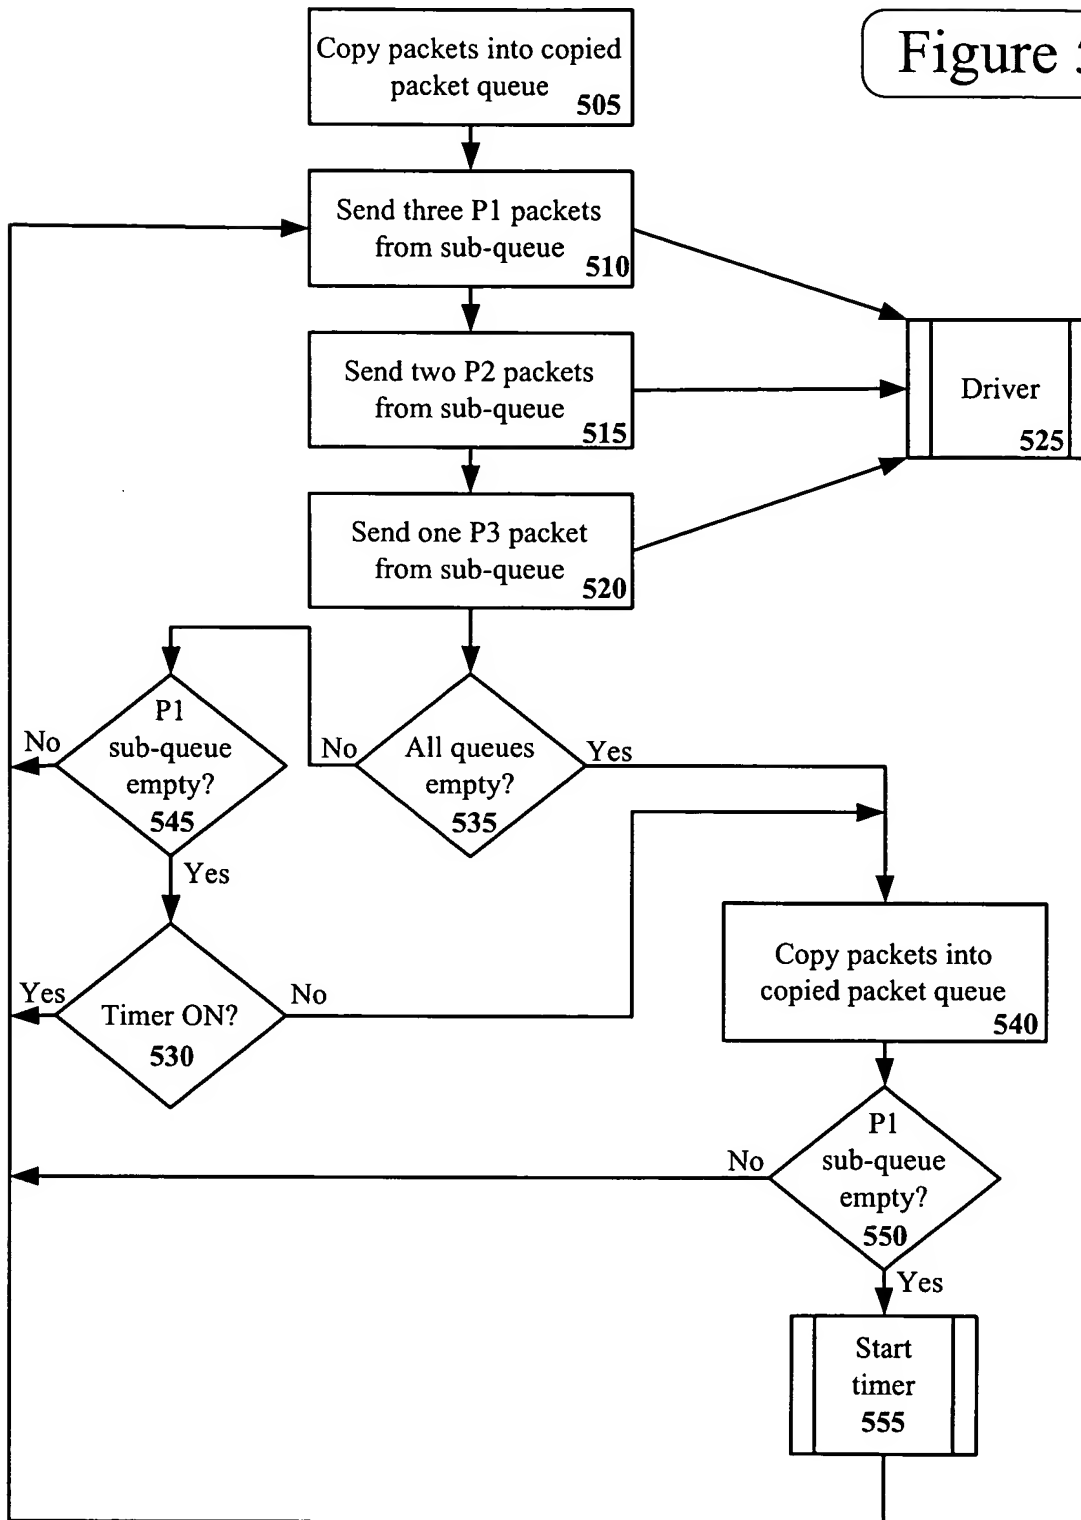 Copy packets into copied
packet queue
505
Figure
Send three P1 packets
from sub-queue
510
Send two P2 packets
from sub-queue
515
Driver
525
Send one P3 packet
from sub-queue
520
P1
sub-queue
empty?
545
No
Yes
All queues
empty?
535
No
Yes
Timer ON?
530
Yes
No
Copy packets into
copied packet queue
540
P1
sub-queue
empty?
550
No
Yes
Start
timer
555